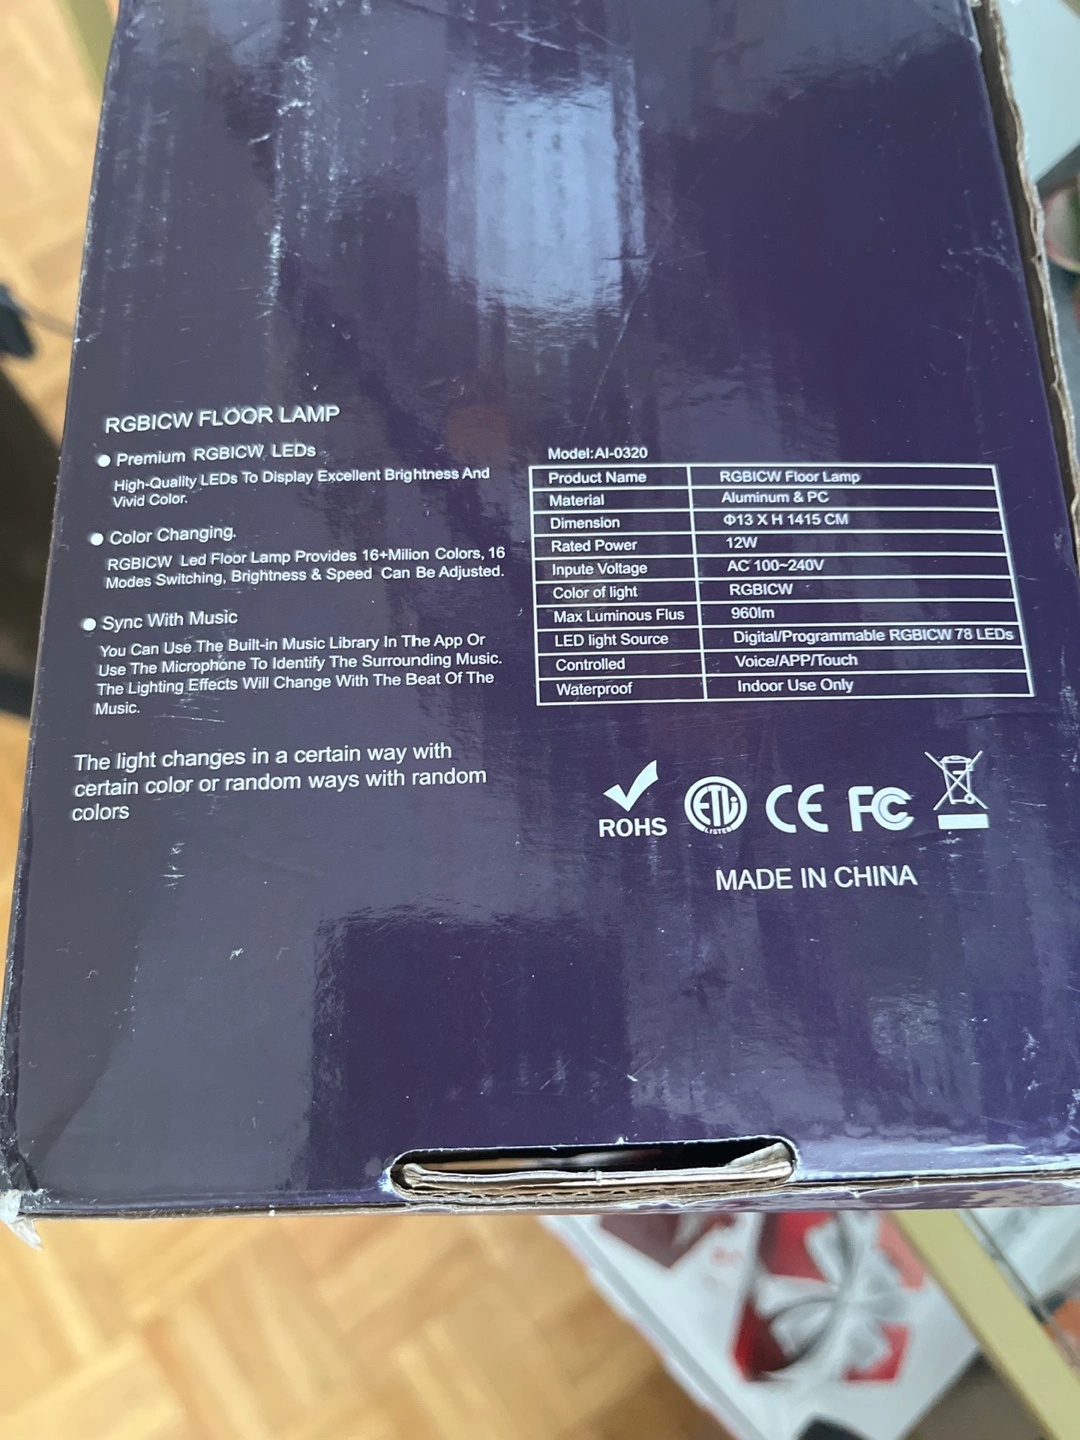 RGBICW FLOOR LAMP
● Premium RGBICW LEDs
High-Quality LEDs To Display Excellent Brightness And
Vivid Color.
● Color Changing.
RGBICW Led Floor Lamp Provides 16+Milion Colors, 16
Modes Switching, Brightness & Speed Can Be Adjusted.
● Sync With Music
You Can Use The Built-in Music Library In The App Or
Use The Microphone To Identify The Surrounding Music.
The Lighting Effects Will Change With The Beat Of The
Music.
The light changes in a certain way with
certain color or random ways with random
colors
Model:AI-0320
Product Name RGBICW Floor Lamp
Material Aluminum & PC
Dimension Φ13 X H 1415 CM
Rated Power 12W
Inpute Voltage AC 100~240V
Color of light RGBICW
Max Luminous Flus 960lm
LED light Source Digital/Programmable RGBICW 78 LEDs
Controlled Voice/APP/Touch
Waterproof Indoor Use Only
ROHS ETL LISTED CE FC
MADE IN CHINA